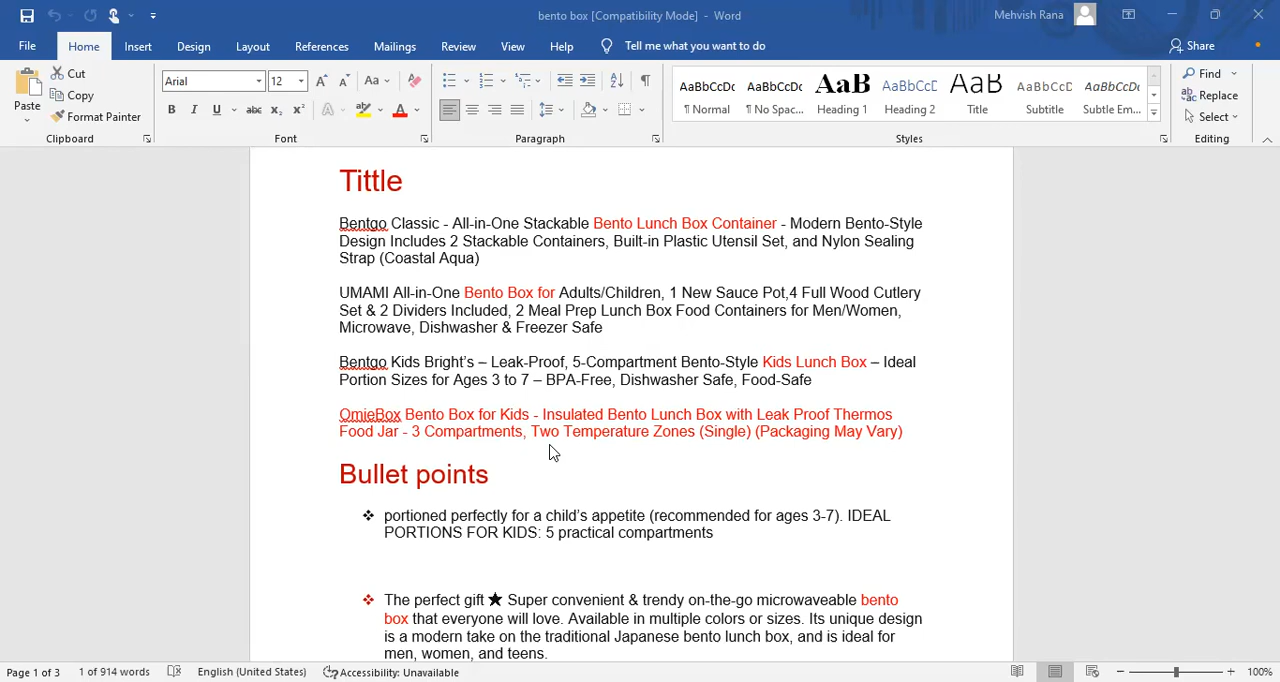 bento box [Compatibility Mode] - Word
Mehvish Rana
File Home Insert Design Layout References Mailings Review View Help Tell me what you want to do Share
Paste
Cut
Copy
Format Painter
Clipboard
Arial 12
Font
Paragraph
AaBbCcDc AaBbCcDc AaB AaBbCcD AaB AaBbCcD AaBbCcDc
¶ Normal ¶ No Spac... Heading 1 Heading 2 Title Subtitle Subtle Em...
Styles
Find
Replace
Select
Editing
Tittle
Bentgo Classic - All-in-One Stackable Bento Lunch Box Container - Modern Bento-Style
Design Includes 2 Stackable Containers, Built-in Plastic Utensil Set, and Nylon Sealing
Strap (Coastal Aqua)
UMAMI All-in-One Bento Box for Adults/Children, 1 New Sauce Pot,4 Full Wood Cutlery
Set & 2 Dividers Included, 2 Meal Prep Lunch Box Food Containers for Men/Women,
Microwave, Dishwasher & Freezer Safe
Bentgo Kids Bright’s – Leak-Proof, 5-Compartment Bento-Style Kids Lunch Box – Ideal
Portion Sizes for Ages 3 to 7 – BPA-Free, Dishwasher Safe, Food-Safe
OmieBox Bento Box for Kids - Insulated Bento Lunch Box with Leak Proof Thermos
Food Jar - 3 Compartments, Two Temperature Zones (Single) (Packaging May Vary)
Bullet points
❖ portioned perfectly for a child’s appetite (recommended for ages 3-7). IDEAL
PORTIONS FOR KIDS: 5 practical compartments
❖ The perfect gift ★ Super convenient & trendy on-the-go microwaveable bento
box that everyone will love. Available in multiple colors or sizes. Its unique design
is a modern take on the traditional Japanese bento lunch box, and is ideal for
men, women, and teens.
Page 1 of 3 1 of 914 words English (United States) Accessibility: Unavailable 100%